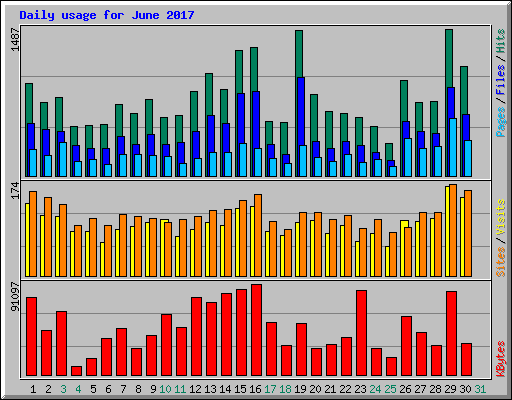 Daily usage for June 2017
1487
Pages / Files / Hits
174
Sites / Visits
91097
KBytes
1 2 3 4 5 6 7 8 9 10 11 12 13 14 15 16 17 18 19 20 21 22 23 24 25 26 27 28 29 30 31